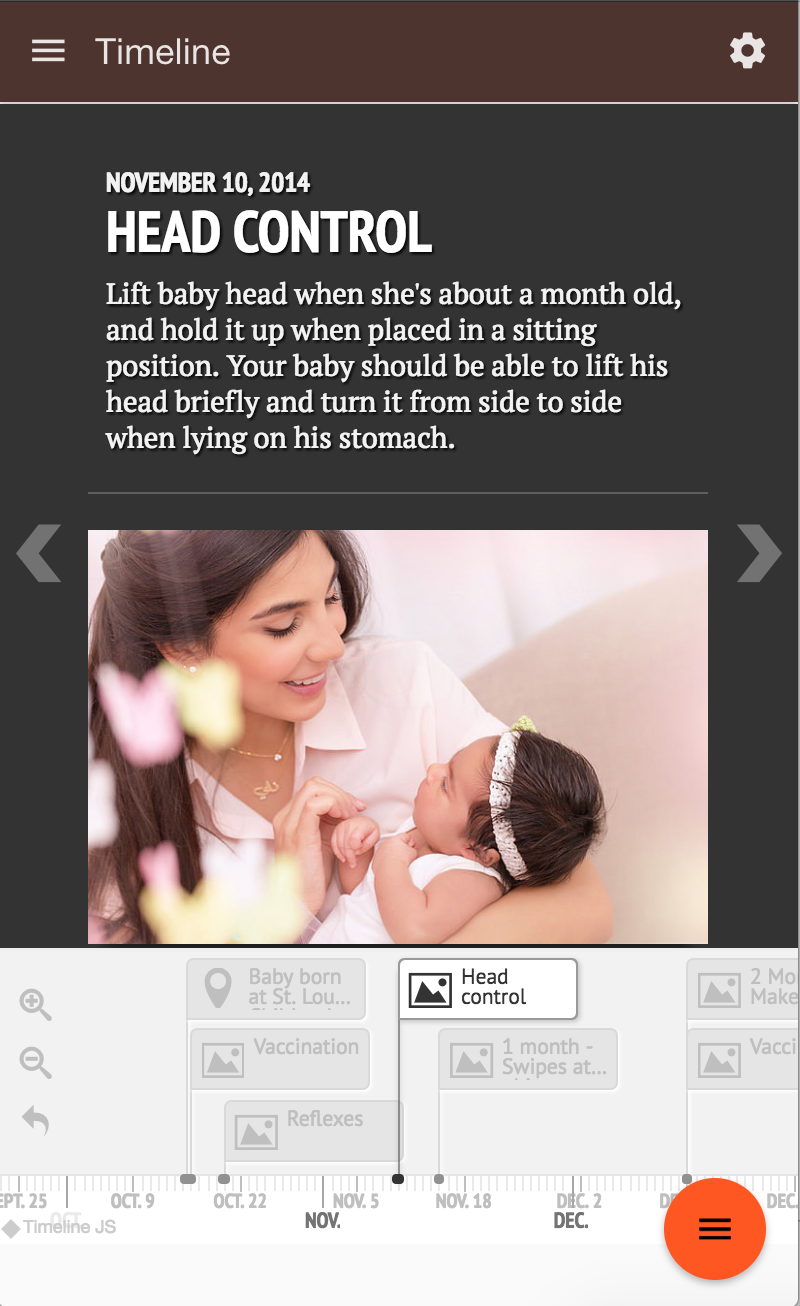 Timeline
NOVEMBER 10, 2014
HEAD CONTROL
Lift baby head when she's about a month old,
and hold it up when placed in a sitting
position. Your baby should be able to lift his
head briefly and turn it from side to side
when lying on his stomach.
Baby born
at St. Lou...
Head
control
2 Mo
Make
Vaccination
1 month -
Swipes at...
Vacci
Reflexes
EPT. 25
OCT. 9
OCT. 22
NOV. 5
NOV. 18
DEC. 2
DEC.
OCT.
NOV.
DEC.
Timeline JS